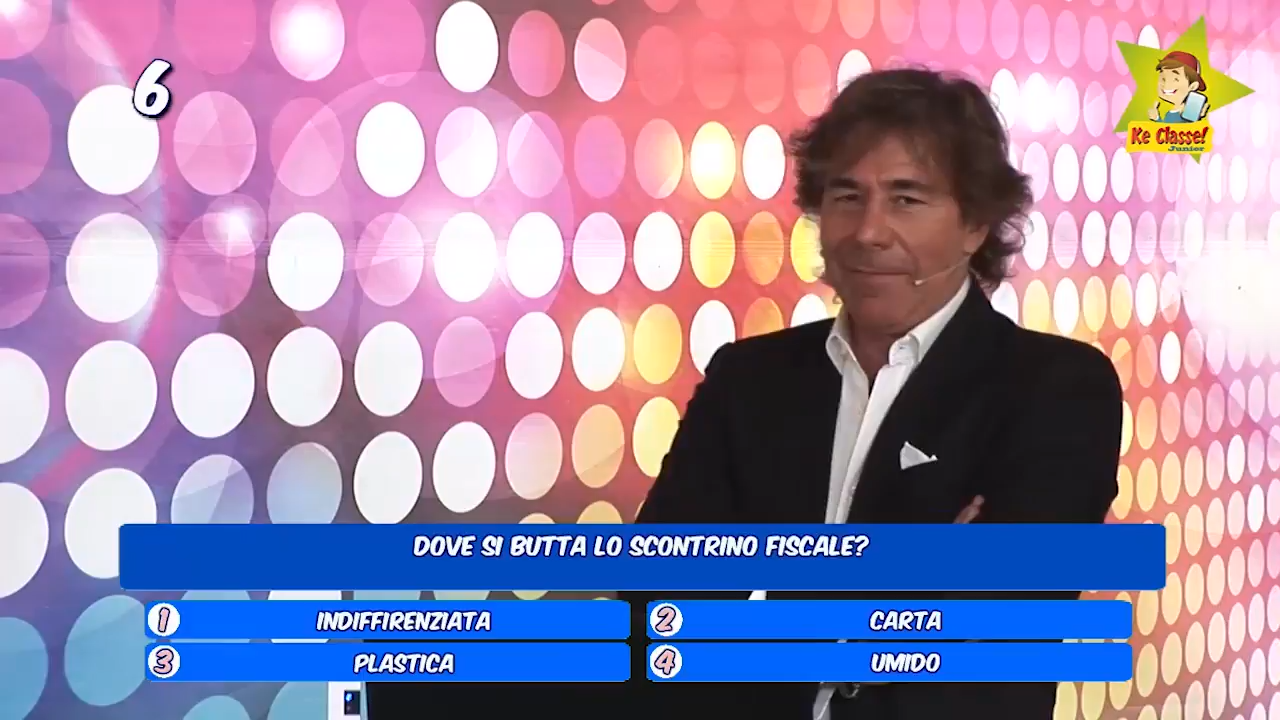 6
Ke Classe!
Junior
DOVE SI BUTTA LO SCONTRINO FISCALE?
1 INDIFFIRENZIATA
2 CARTA
3 PLASTICA
4 UMIDO